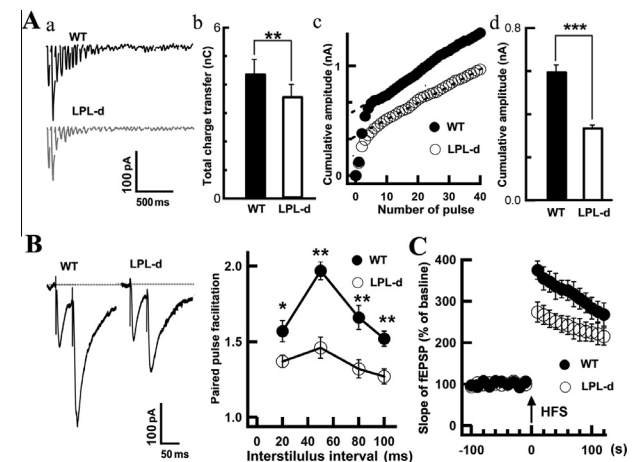 A
a
WT
LPL-d
100 pA
500 ms
b
Total charge transfer (nC)
6
4
2
0
**
WT
LPL-d
c
Cumulative amplitude (nA)
1
0
WT
LPL-d
0
10
20
30
40
Number of pulse
d
Cumulative amplitude (nA)
0.8
0.4
0.0
***
WT
LPL-d
B
WT
LPL-d
100 pA
50 ms
Paired pulse facilitation
2.0
1.5
1.0
WT
LPL-d
*
**
**
**
0
20
40
60
80
100
Interstilulus interval (ms)
C
Slope of fEPSP (% of basline)
400
300
200
100
0
WT
LPL-d
HFS
-100
0
100
(s)